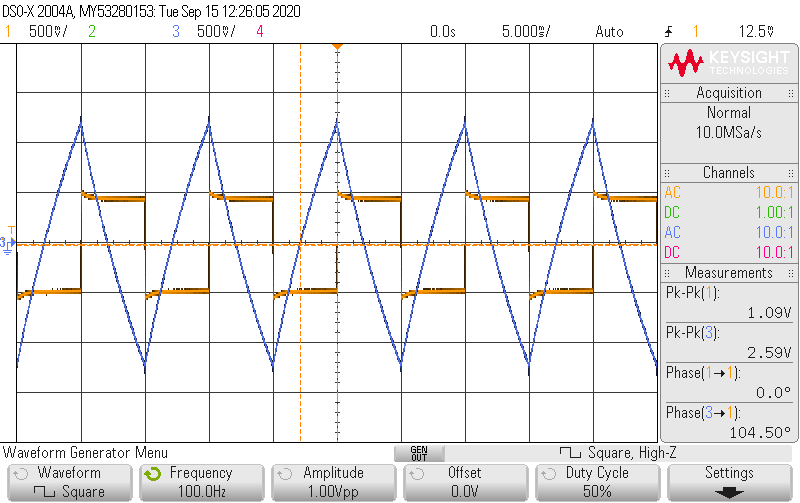 DSO-X 2004A, MY53280153: Tue Sep 15 12:26:05 2020
1 500mV/ 2 3 500mV/ 4 0.0s 5.000ms/ Auto 1 12.5mV
KEYSIGHT
TECHNOLOGIES
Acquisition
Normal
10.0MSa/s
Channels
AC 10.0:1
DC 1.00:1
AC 10.0:1
DC 10.0:1
Measurements
Pk-Pk(1):
1.09V
Pk-Pk(3):
2.59V
Phase(1→1):
0.0°
Phase(3→1):
104.50°
T
3
Waveform Generator Menu
GEN OUT
Square, High-Z
Waveform
Square
Frequency
100.0Hz
Amplitude
1.00Vpp
Offset
0.0V
Duty Cycle
50%
Settings